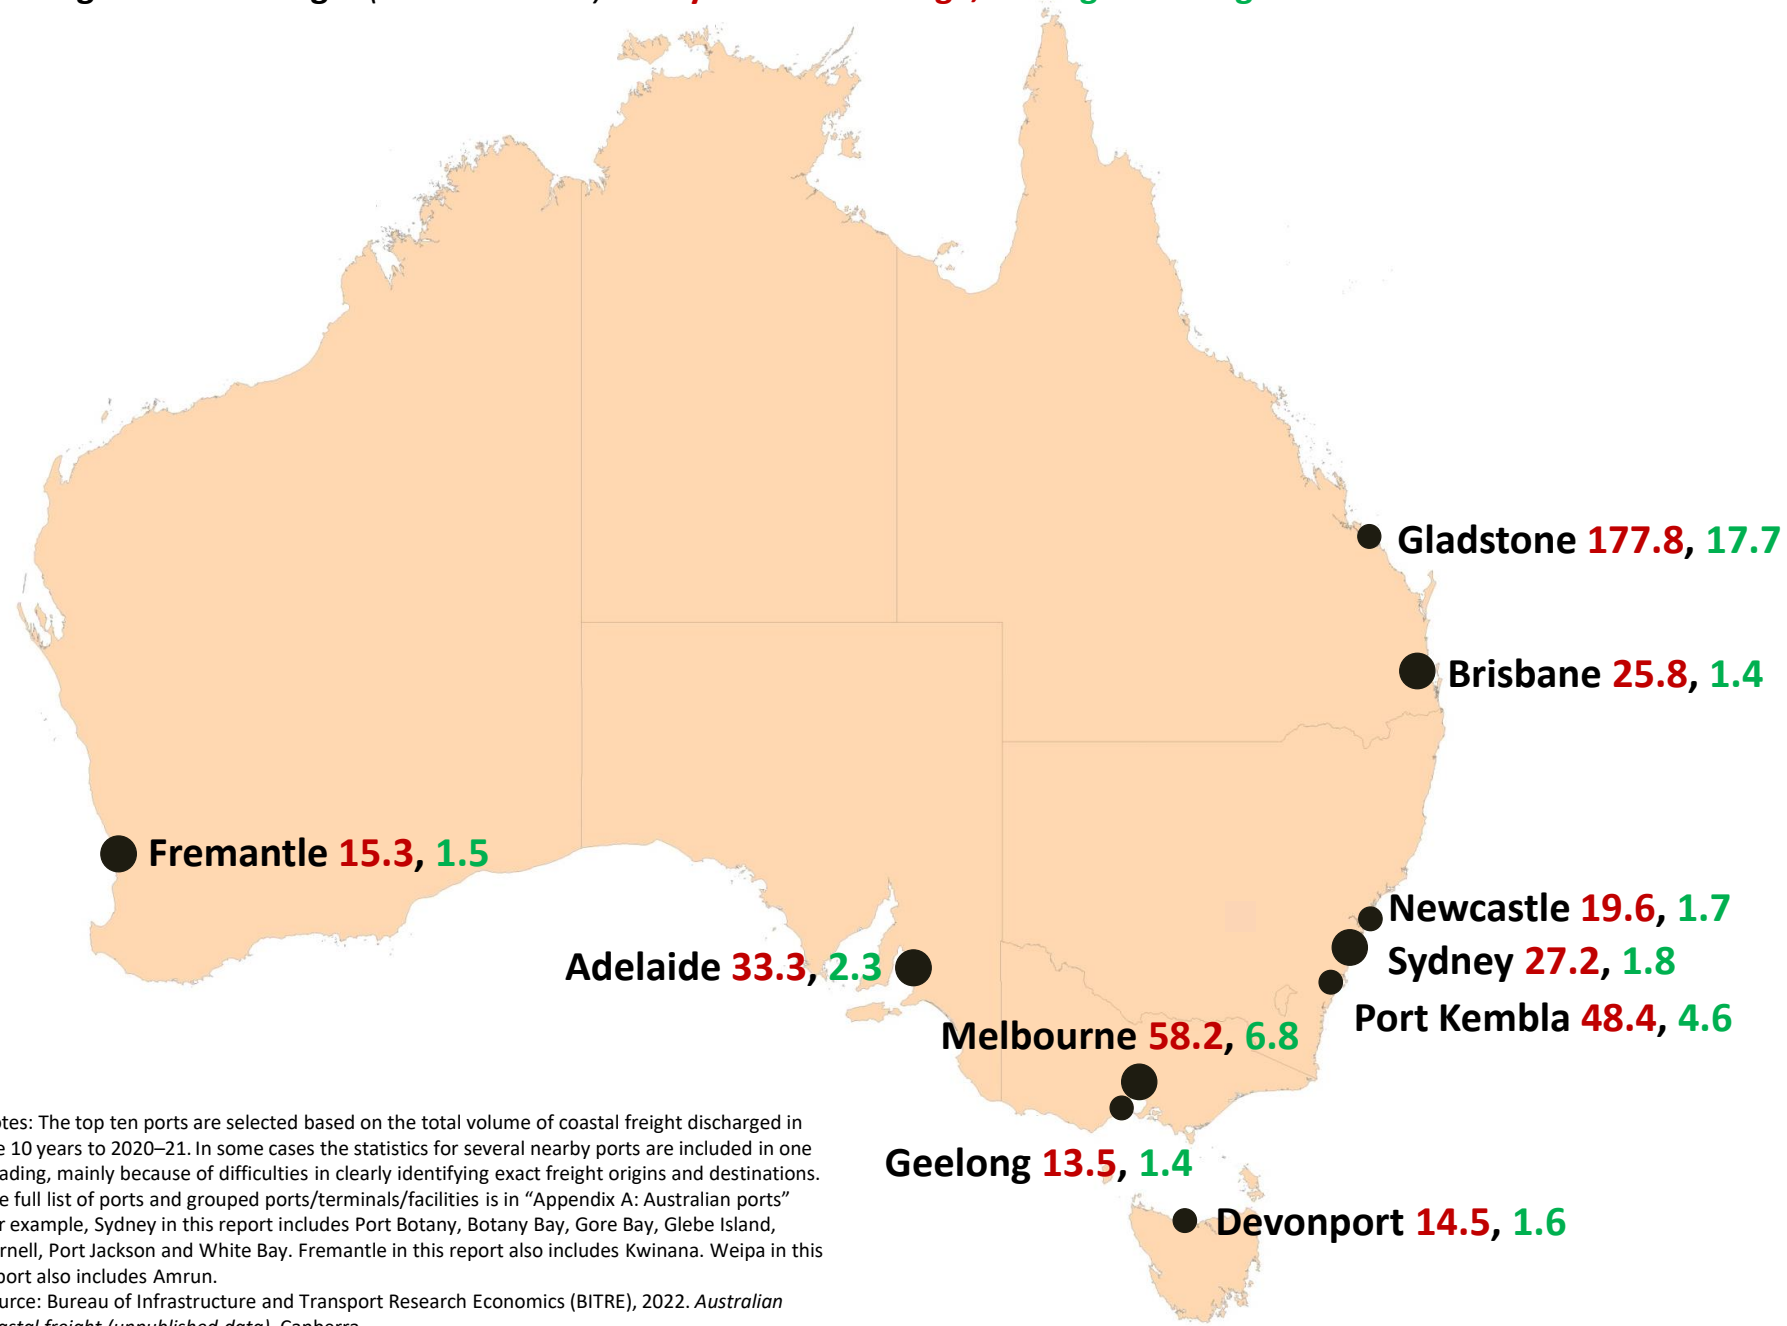 Gladstone 177.8, 17.7
Brisbane 25.8, 1.4
Fremantle 15.3, 1.5
Newcastle 19.6, 1.7
Sydney 27.2, 1.8
Adelaide 33.3, 2.3
Port Kembla 48.4, 4.6
Melbourne 58.2, 6.8
Geelong 13.5, 1.4
Devonport 14.5, 1.6
tes: The top ten ports are selected based on the total volume of coastal freight discharged in
e 10 years to 2020–21. In some cases the statistics for several nearby ports are included in one
ading, mainly because of difficulties in clearly identifying exact freight origins and destinations.
e full list of ports and grouped ports/terminals/facilities is in “Appendix A: Australian ports”
r example, Sydney in this report includes Port Botany, Botany Bay, Gore Bay, Glebe Island,
rnell, Port Jackson and White Bay. Fremantle in this report also includes Kwinana. Weipa in this
port also includes Amrun.
urce: Bureau of Infrastructure and Transport Research Economics (BITRE), 2022. Australian